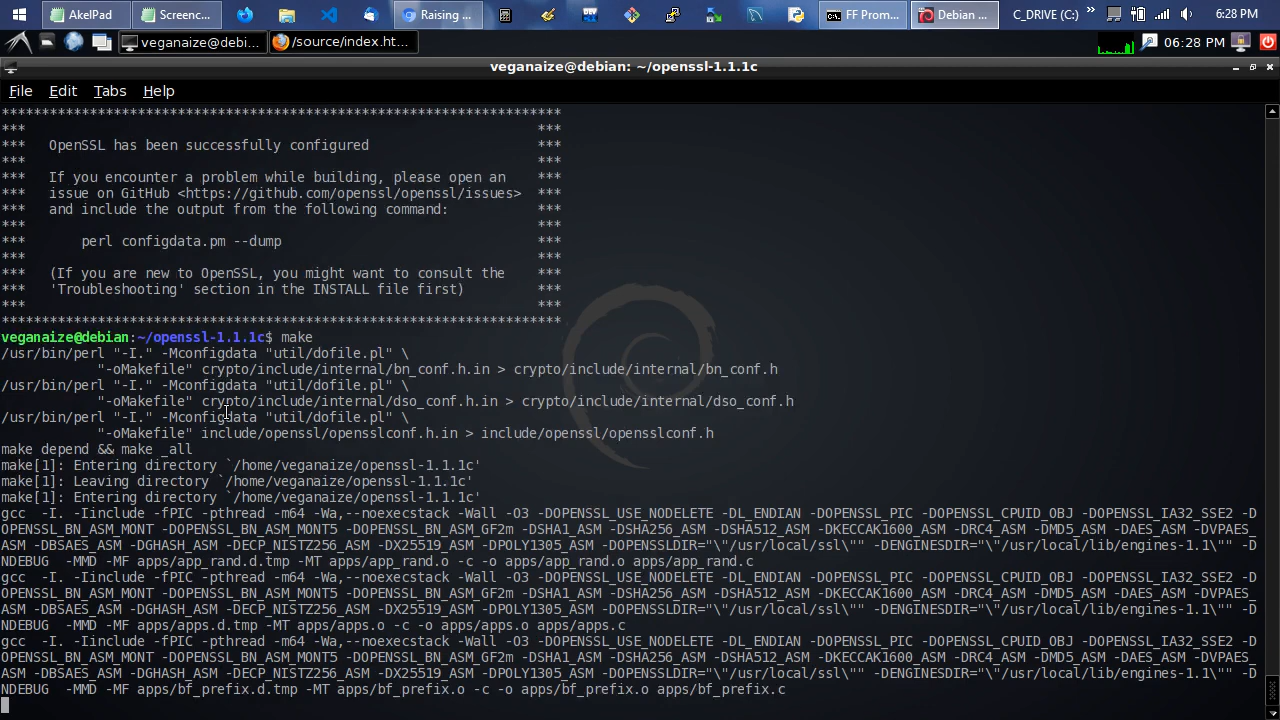 AkelPad
Screenc...
Raising ...
FF Prom...
Debian ...
C_DRIVE (C:)
6:28 PM
veganaize@debi...
/source/index.ht...
06:28 PM
veganaize@debian: ~/openssl-1.1.1c
File Edit Tabs Help
**********************************************************************
***                                                                ***
***   OpenSSL has been successfully configured                     ***
***                                                                ***
***   If you encounter a problem while building, please open an    ***
***   issue on GitHub <https://github.com/openssl/openssl/issues>  ***
***   and include the output from the following command:           ***
***                                                                ***
***       perl configdata.pm --dump                                ***
***                                                                ***
***   (If you are new to OpenSSL, you might want to consult the    ***
***   'Troubleshooting' section in the INSTALL file first)         ***
***                                                                ***
**********************************************************************
veganaize@debian:~/openssl-1.1.1c$ make
/usr/bin/perl "-I." -Mconfigdata "util/dofile.pl" \
            "-oMakefile" crypto/include/internal/bn_conf.h.in > crypto/include/internal/bn_conf.h
/usr/bin/perl "-I." -Mconfigdata "util/dofile.pl" \
            "-oMakefile" crypto/include/internal/dso_conf.h.in > crypto/include/internal/dso_conf.h
/usr/bin/perl "-I." -Mconfigdata "util/dofile.pl" \
            "-oMakefile" include/openssl/opensslconf.h.in > include/openssl/opensslconf.h
make depend && make _all
make[1]: Entering directory `/home/veganaize/openssl-1.1.1c'
make[1]: Leaving directory `/home/veganaize/openssl-1.1.1c'
make[1]: Entering directory `/home/veganaize/openssl-1.1.1c'
gcc  -I. -Iinclude -fPIC -pthread -m64 -Wa,--noexecstack -Wall -O3 -DOPENSSL_USE_NODELETE -DL_ENDIAN -DOPENSSL_PIC -DOPENSSL_CPUID_OBJ -DOPENSSL_IA32_SSE2 -D
OPENSSL_BN_ASM_MONT -DOPENSSL_BN_ASM_MONT5 -DOPENSSL_BN_ASM_GF2m -DSHA1_ASM -DSHA256_ASM -DSHA512_ASM -DKECCAK1600_ASM -DRC4_ASM -DMD5_ASM -DAES_ASM -DVPAES_
ASM -DBSAES_ASM -DGHASH_ASM -DECP_NISTZ256_ASM -DX25519_ASM -DPOLY1305_ASM -DOPENSSLDIR="\"/usr/local/ssl\"" -DENGINESDIR="\"/usr/local/lib/engines-1.1\"" -D
NDEBUG  -MMD -MF apps/app_rand.d.tmp -MT apps/app_rand.o -c -o apps/app_rand.o apps/app_rand.c
gcc  -I. -Iinclude -fPIC -pthread -m64 -Wa,--noexecstack -Wall -O3 -DOPENSSL_USE_NODELETE -DL_ENDIAN -DOPENSSL_PIC -DOPENSSL_CPUID_OBJ -DOPENSSL_IA32_SSE2 -D
OPENSSL_BN_ASM_MONT -DOPENSSL_BN_ASM_MONT5 -DOPENSSL_BN_ASM_GF2m -DSHA1_ASM -DSHA256_ASM -DSHA512_ASM -DKECCAK1600_ASM -DRC4_ASM -DMD5_ASM -DAES_ASM -DVPAES_
ASM -DBSAES_ASM -DGHASH_ASM -DECP_NISTZ256_ASM -DX25519_ASM -DPOLY1305_ASM -DOPENSSLDIR="\"/usr/local/ssl\"" -DENGINESDIR="\"/usr/local/lib/engines-1.1\"" -D
NDEBUG  -MMD -MF apps/apps.d.tmp -MT apps/apps.o -c -o apps/apps.o apps/apps.c
gcc  -I. -Iinclude -fPIC -pthread -m64 -Wa,--noexecstack -Wall -O3 -DOPENSSL_USE_NODELETE -DL_ENDIAN -DOPENSSL_PIC -DOPENSSL_CPUID_OBJ -DOPENSSL_IA32_SSE2 -D
OPENSSL_BN_ASM_MONT -DOPENSSL_BN_ASM_MONT5 -DOPENSSL_BN_ASM_GF2m -DSHA1_ASM -DSHA256_ASM -DSHA512_ASM -DKECCAK1600_ASM -DRC4_ASM -DMD5_ASM -DAES_ASM -DVPAES_
ASM -DBSAES_ASM -DGHASH_ASM -DECP_NISTZ256_ASM -DX25519_ASM -DPOLY1305_ASM -DOPENSSLDIR="\"/usr/local/ssl\"" -DENGINESDIR="\"/usr/local/lib/engines-1.1\"" -D
NDEBUG  -MMD -MF apps/bf_prefix.d.tmp -MT apps/bf_prefix.o -c -o apps/bf_prefix.o apps/bf_prefix.c